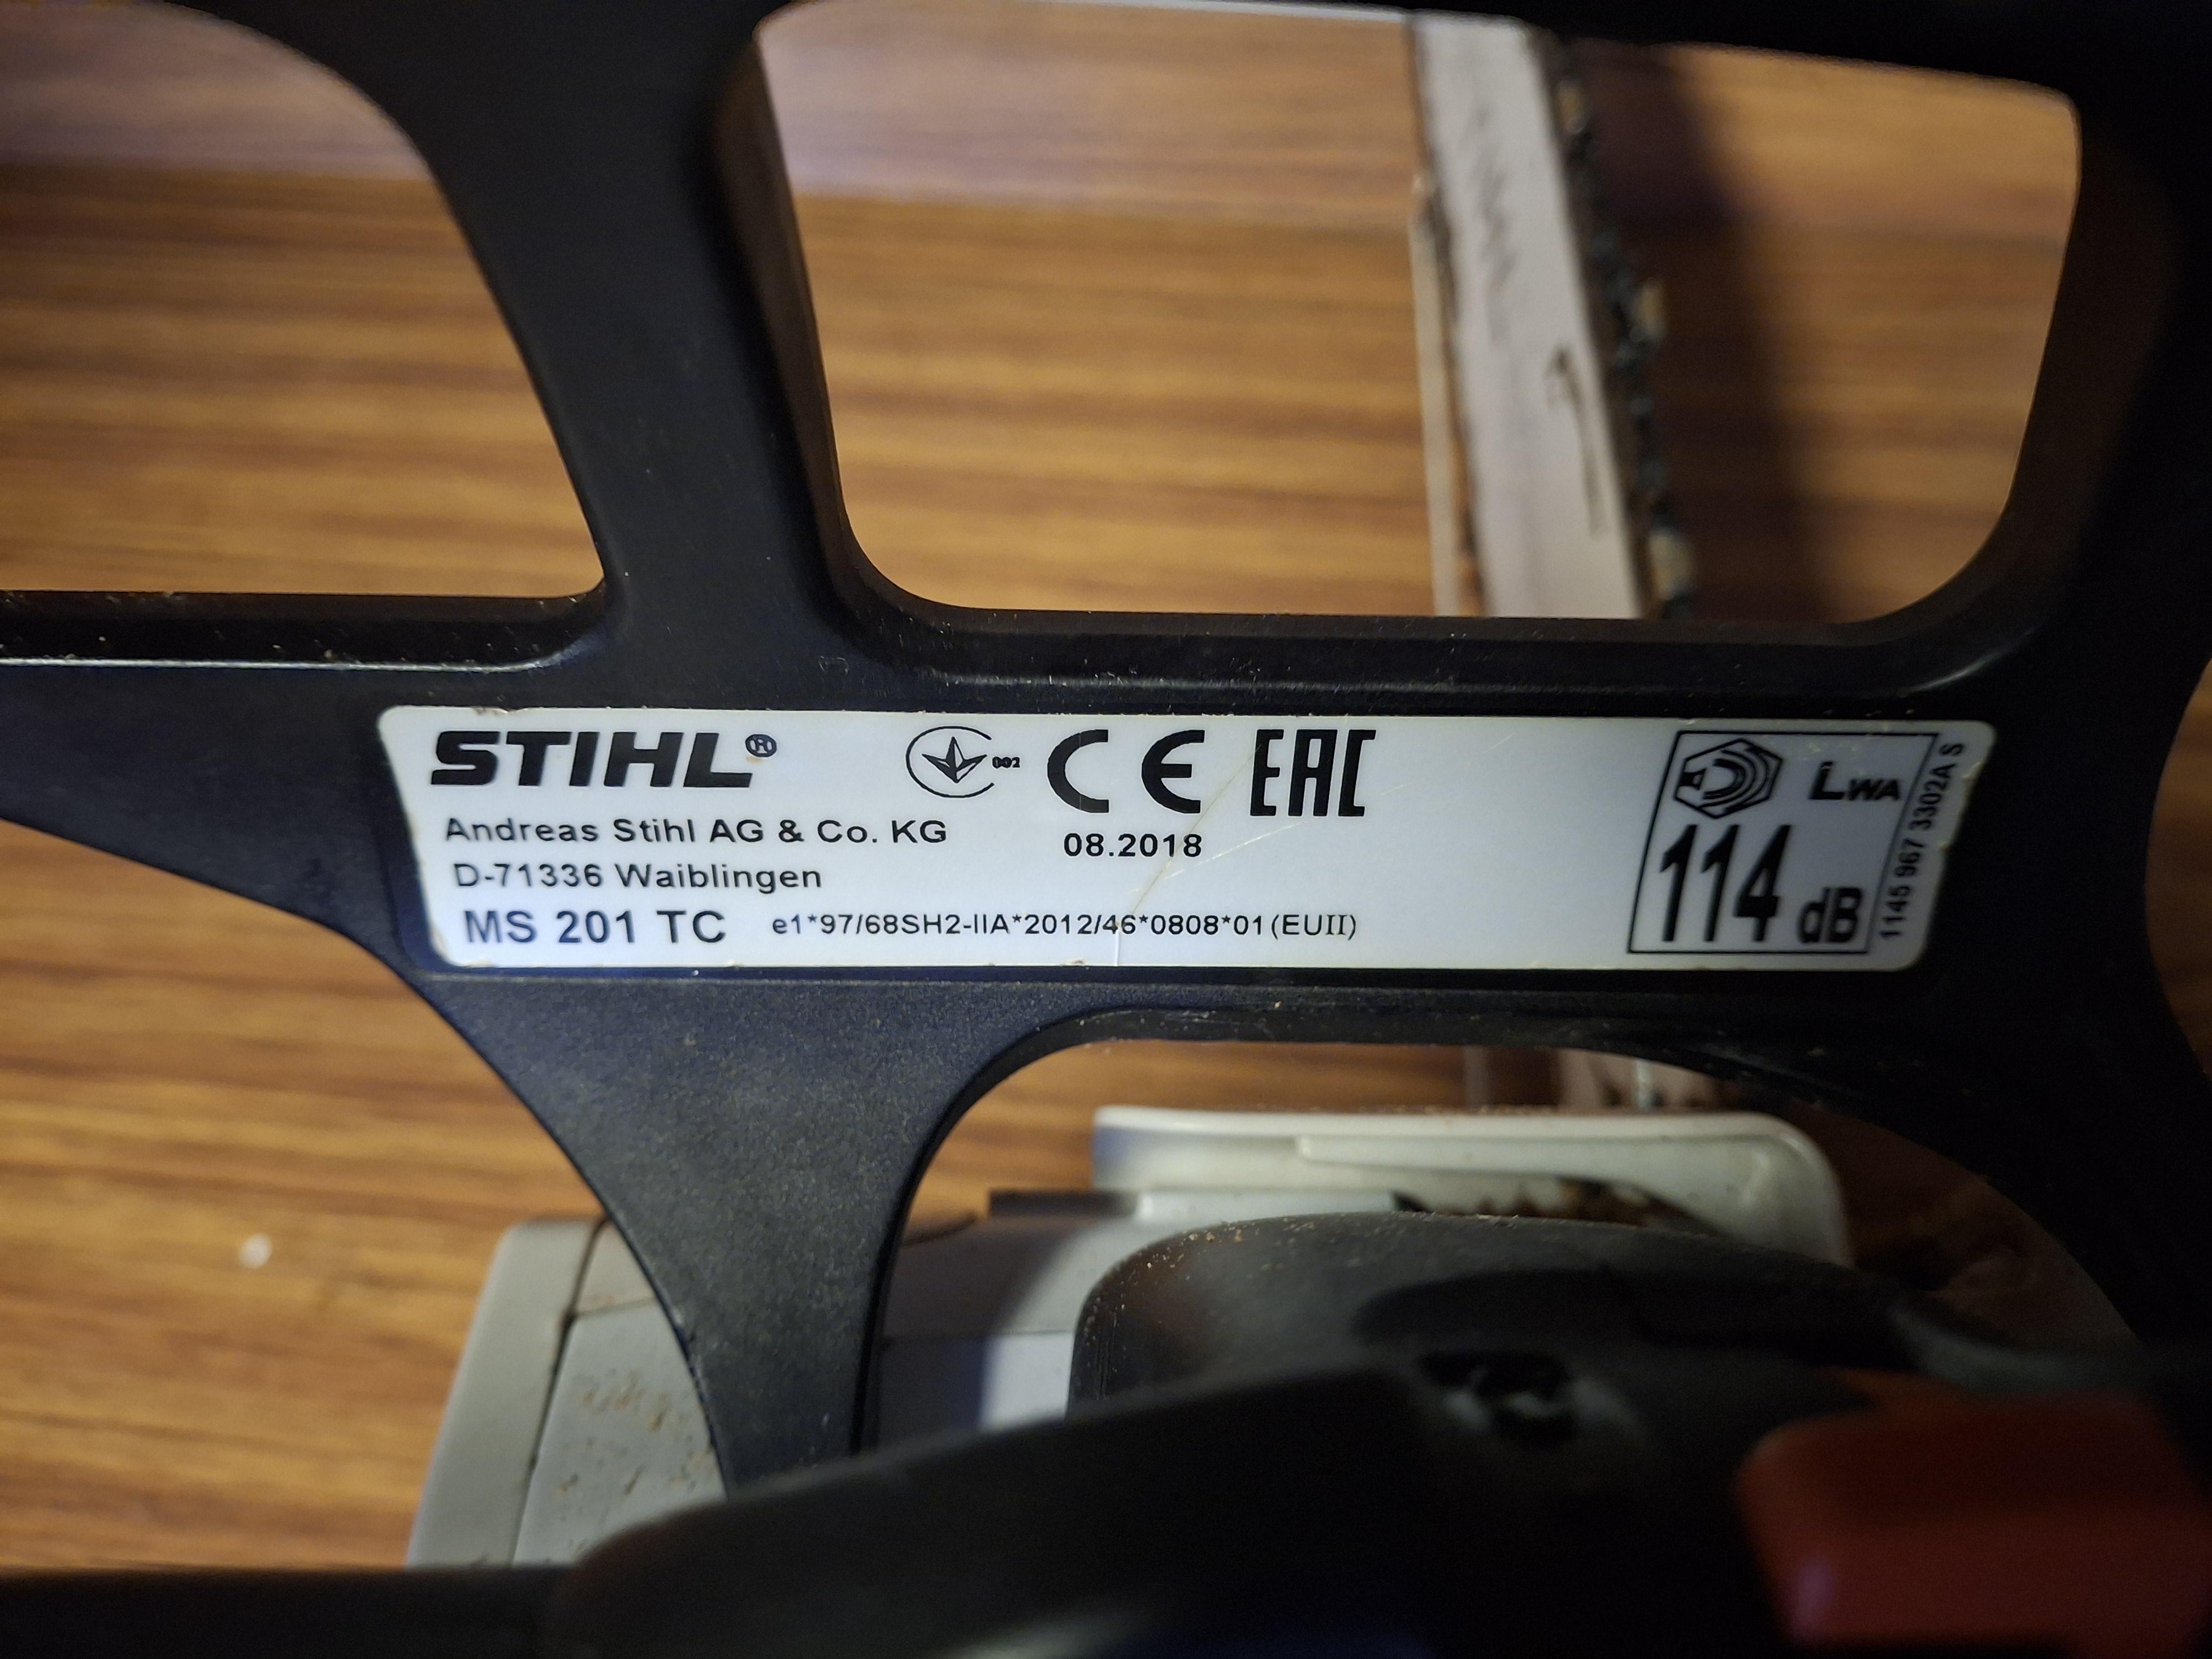 STIHL®
002 CE EAC
Andreas Stihl AG & Co. KG
08.2018
D-71336 Waiblingen
MS 201 TC e1*97/68SH2-IIA*2012/46*0808*01(EUII)
LWA
114 dB
1145 967 3302A S